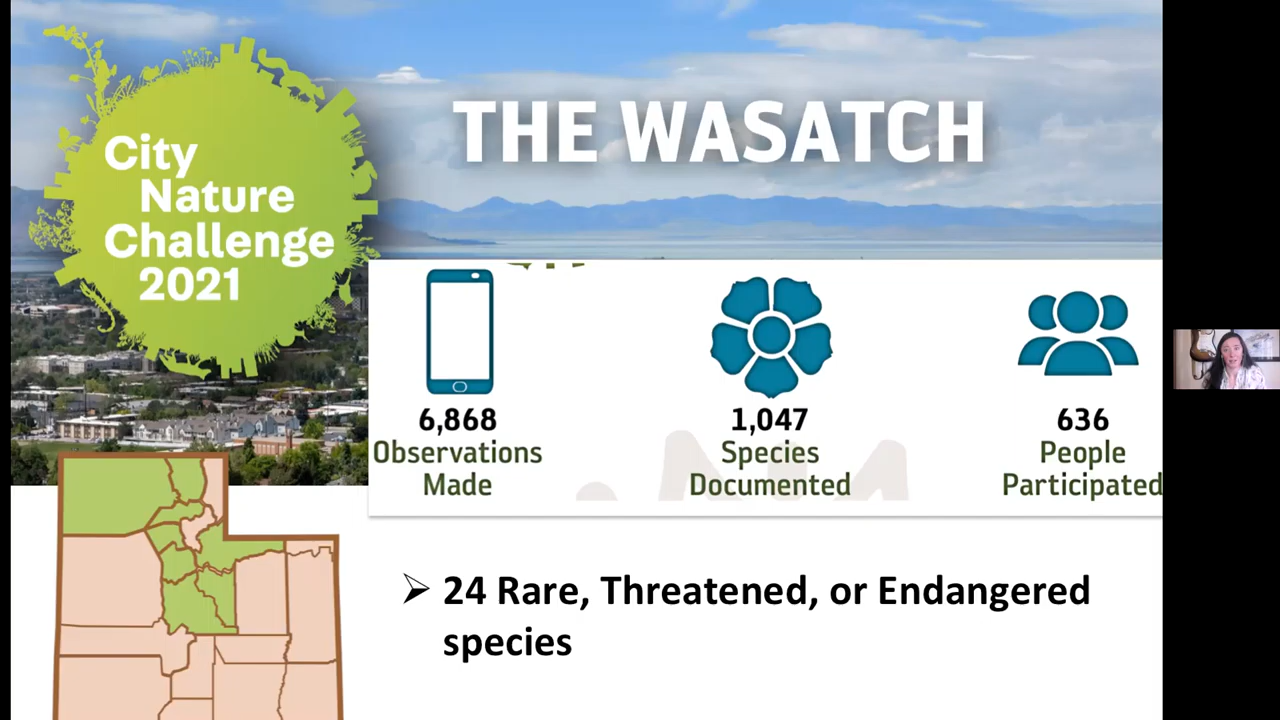 City
Nature
Challenge
2021
THE WASATCH
6,868
Observations
Made
1,047
Species
Documented
636
People
Participated
➢ 24 Rare, Threatened, or Endangered
species